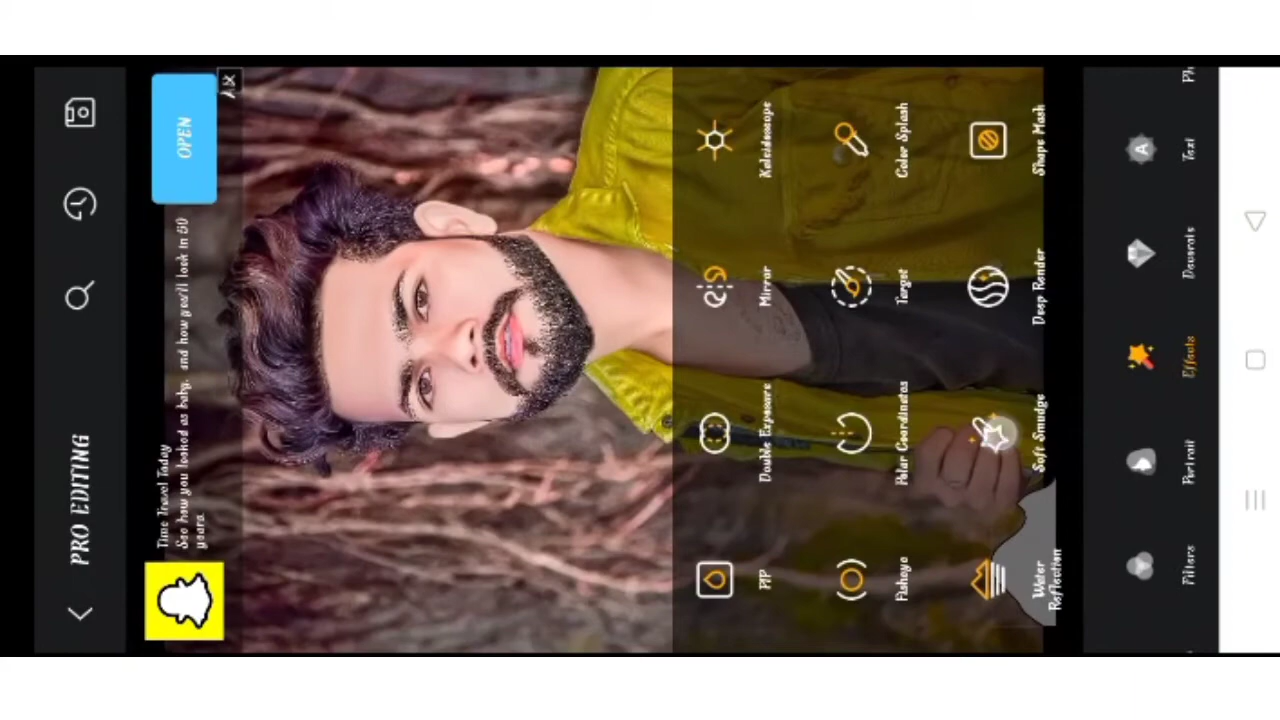 PRO EDITING
Time Travel Today
See how you looked as baby, and how you'll look in 50
years.
OPEN
PIP
Double Exposure
Mirror
Kaleidoscope
Fisheye
Polar Coordinates
Target
Color Splash
Water
Reflection
Soft Smudge
Deep Render
Shape Mask
Filters
Portrait
Effects
Decorate
Text